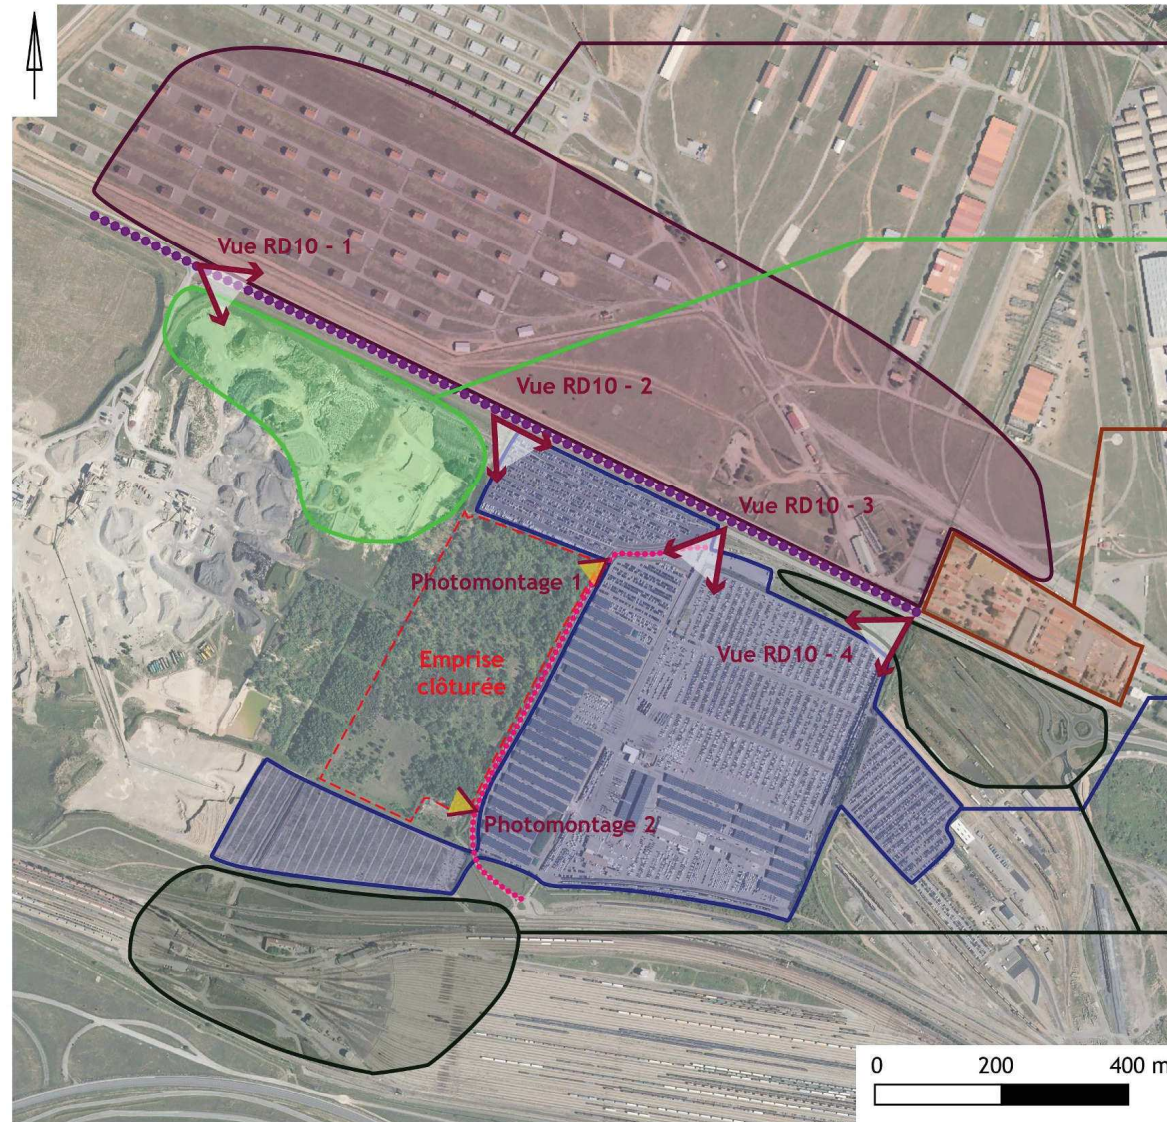 Vue RD10 - 1
Vue RD10 - 2
Vue RD10 - 3
Photomontage 1
Vue RD10 - 4
Emprise
clôturée
Photomontage 2
0 200 400 m